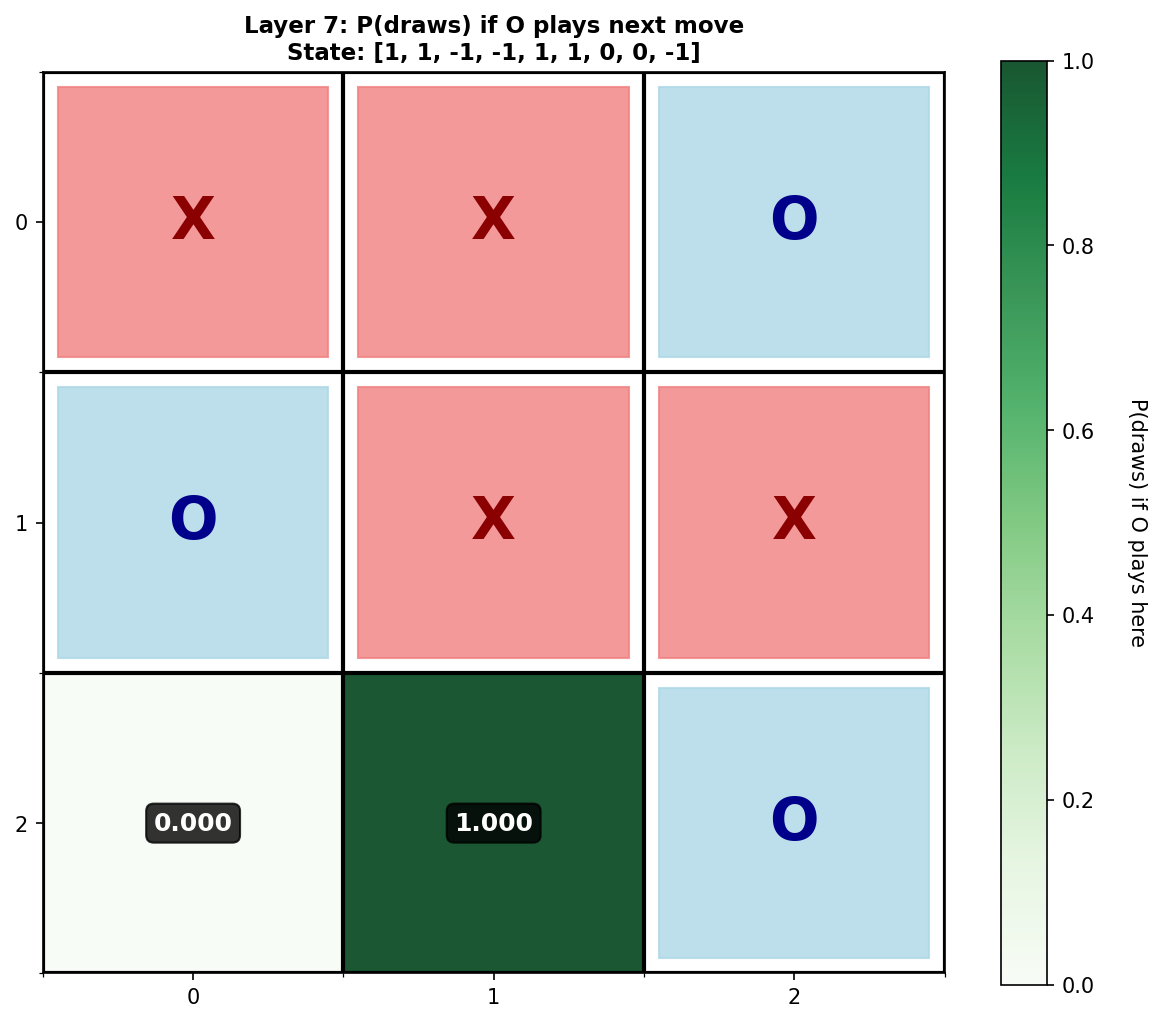 Layer 7: P(draws) if O plays next move
State: [1, 1, -1, -1, 1, 1, 0, 0, -1]
0
X
X
O
1
O
X
X
2
0.000
1.000
O
0
1
2
1.0
0.8
0.6
0.4
0.2
0.0
P(draws) if O plays here